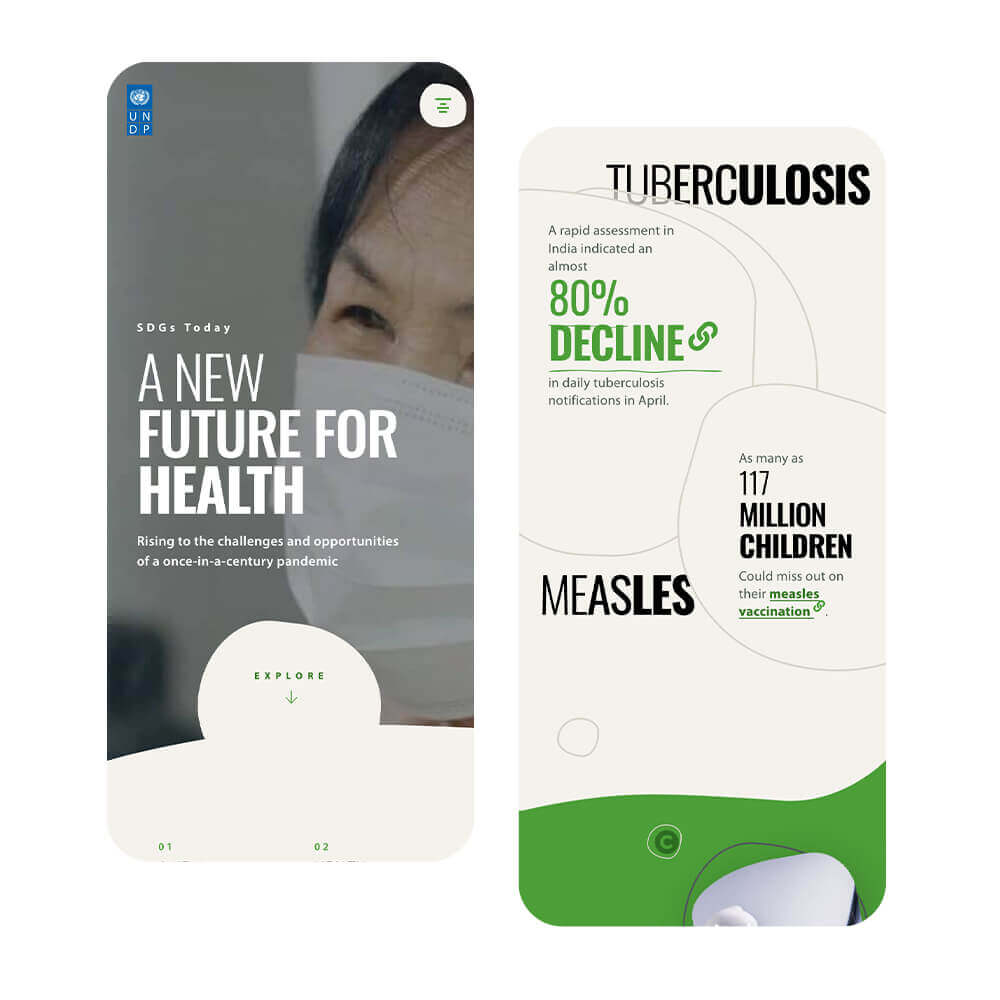 UN
DP
SDGs Today
A NEW
FUTURE FOR
HEALTH
Rising to the challenges and opportunities
of a once-in-a-century pandemic
EXPLORE
01 02
TUBERCULOSIS
A rapid assessment in
India indicated an
almost
80%
DECLINE
in daily tuberculosis
notifications in April.
As many as
117
MILLION
CHILDREN
Could miss out on
their measles
vaccination.
MEASLES
C